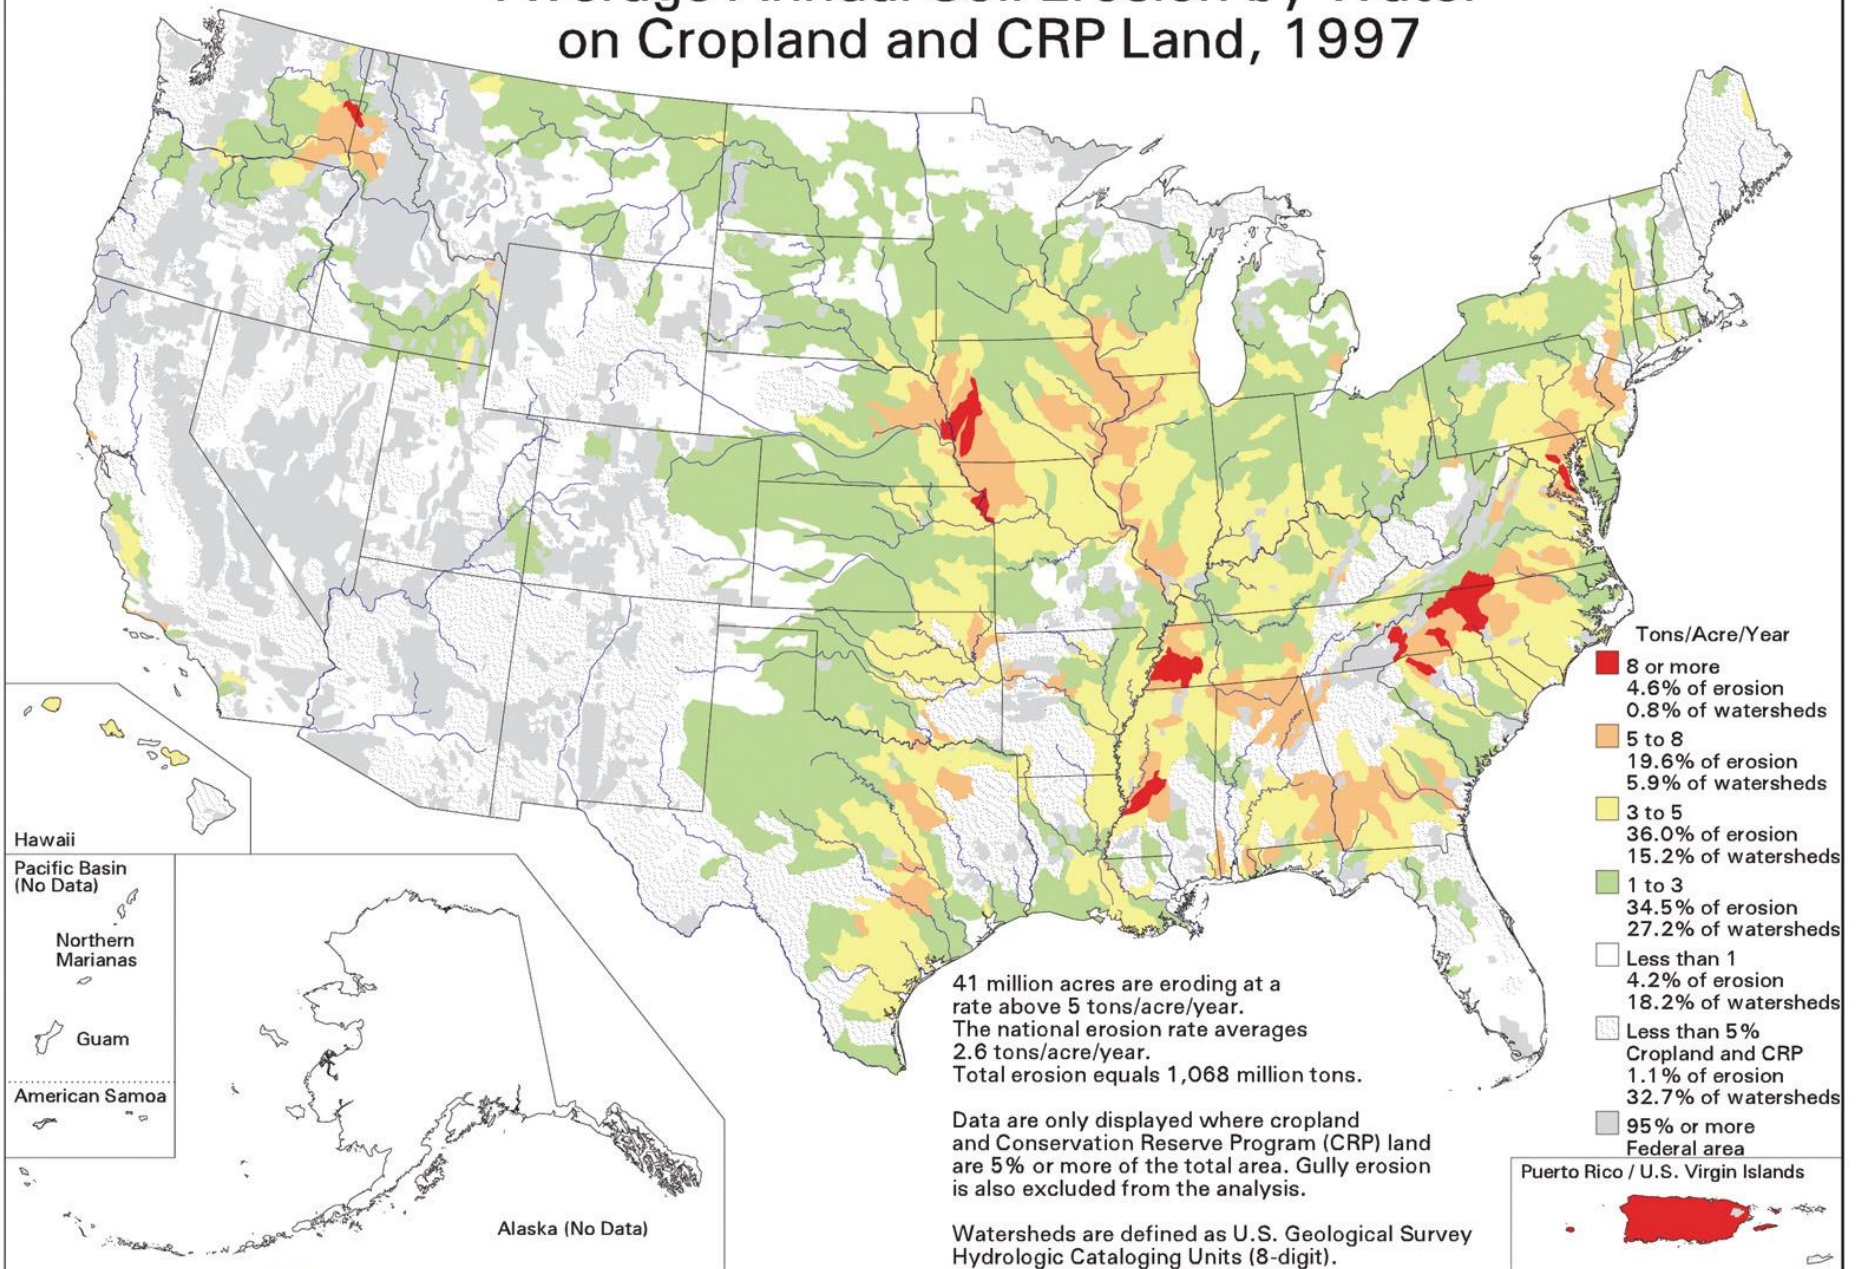 Average Annual Soil Erosion by Water
on Cropland and CRP Land, 1997
Tons/Acre/Year
8 or more
4.6% of erosion
0.8% of watersheds
5 to 8
19.6% of erosion
5.9% of watersheds
3 to 5
36.0% of erosion
15.2% of watersheds
1 to 3
34.5% of erosion
27.2% of watersheds
Less than 1
4.2% of erosion
18.2% of watersheds
Less than 5%
Cropland and CRP
1.1% of erosion
32.7% of watersheds
95% or more
Federal area
Hawaii
Pacific Basin
(No Data)
Northern
Marianas
Guam
American Samoa
Alaska (No Data)
41 million acres are eroding at a
rate above 5 tons/acre/year.
The national erosion rate averages
2.6 tons/acre/year.
Total erosion equals 1,068 million tons.
Data are only displayed where cropland
and Conservation Reserve Program (CRP) land
are 5% or more of the total area. Gully erosion
is also excluded from the analysis.
Watersheds are defined as U.S. Geological Survey
Hydrologic Cataloging Units (8-digit).
Puerto Rico / U.S. Virgin Islands